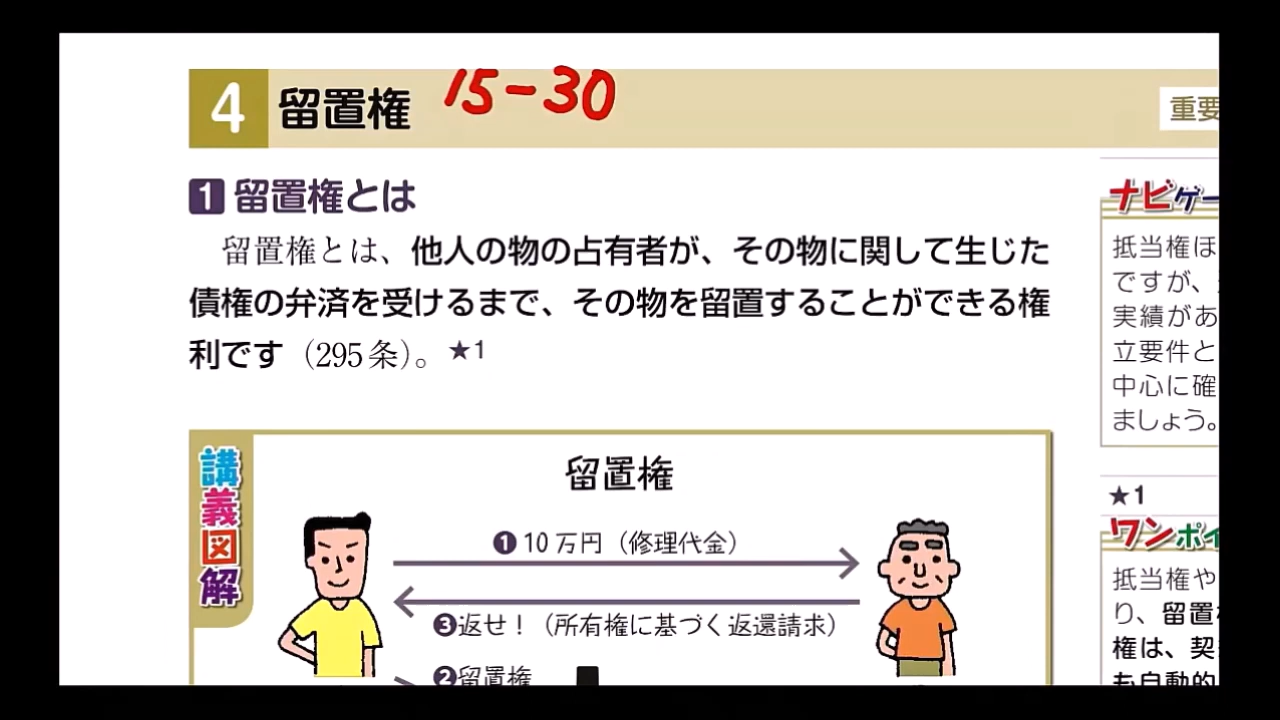 4 留置権 15-30
重要
1 留置権とは
留置権とは、他人の物の占有者が、その物に関して生じた
債権の弁済を受けるまで、その物を留置することができる権
利です（295条）。★1
講義図解
留置権
❶10万円（修理代金）
❸返せ！（所有権に基づく返還請求）
❷留置権
ナビゲー
抵当権ほ
ですが、
実績があ
立要件と
中心に確
ましょう。
★1
ワンポイ
抵当権や
り、留置
権は、契
も自動的